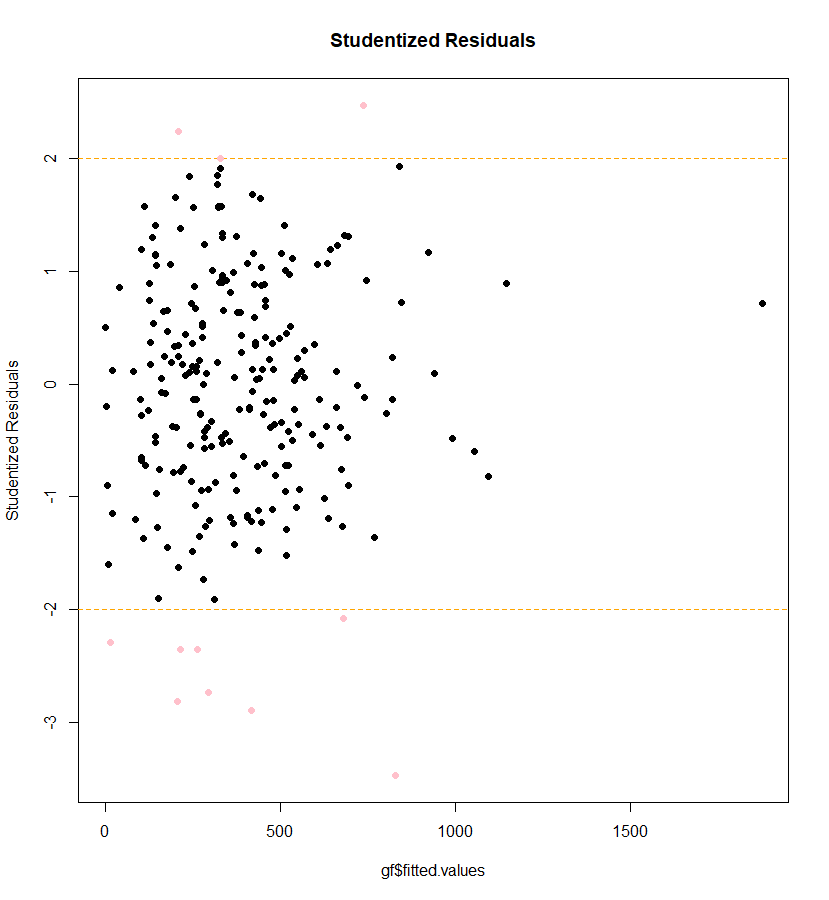 Studentized Residuals
2
1
0
-1
-2
-3
Studentized Residuals
0 500 1000 1500
gf$fitted.values